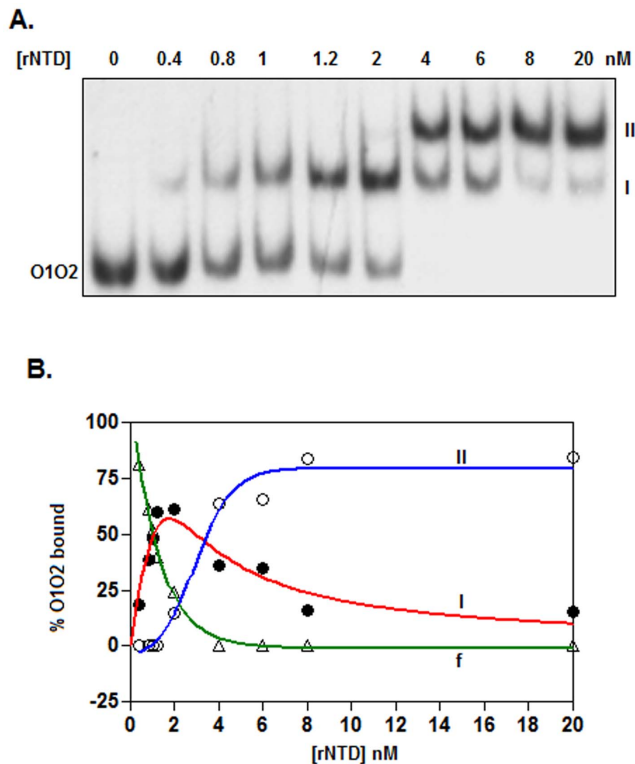 A.
[rNTD] 0 0.4 0.8 1 1.2 2 4 6 8 20 nM
II
I
O1O2
B.
100
75
50
25
0
-25
% O1O2 bound
II
I
f
0 2 4 6 8 10 12 14 16 18 20
[rNTD] nM